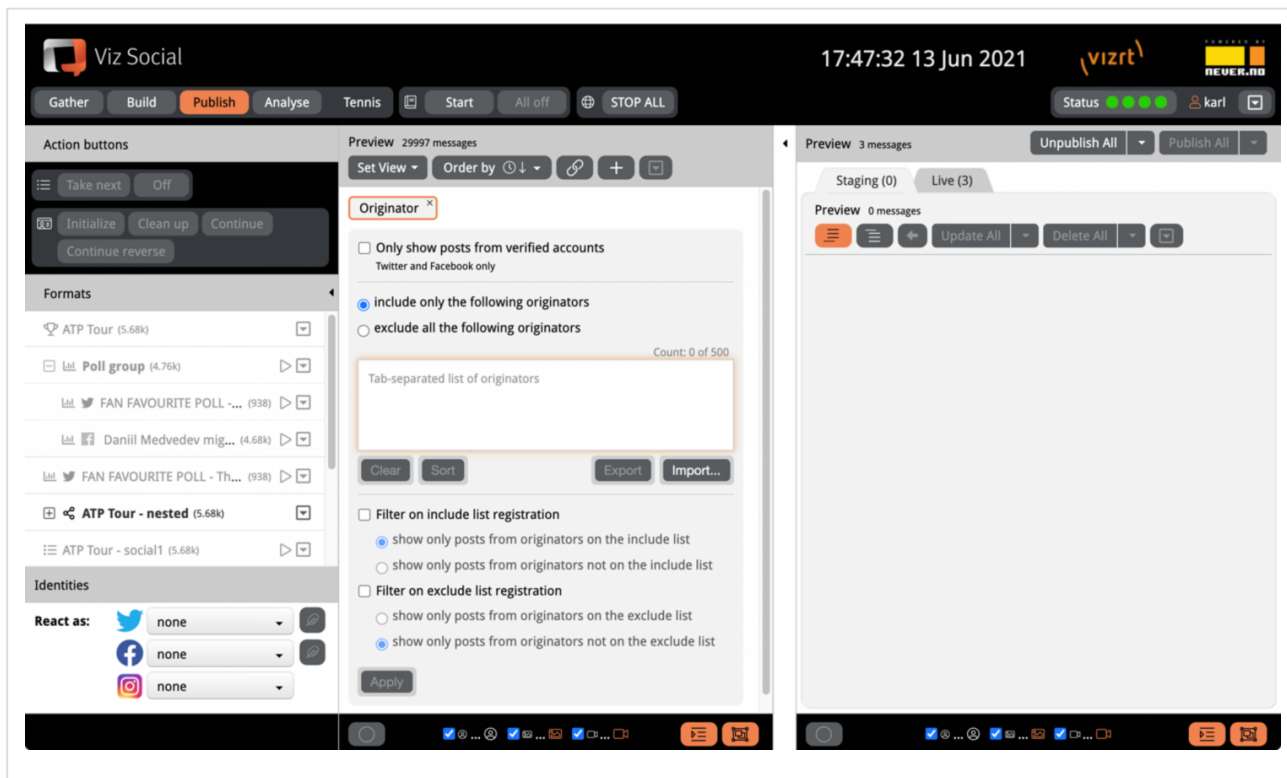 Viz Social
17:47:32 13 Jun 2021
vizrt
POWERED BY
never.no
Gather Build Publish Analyse Tennis Start All off STOP ALL
Status karl
Action buttons
Take next Off
Initialize Clean up Continue
Continue reverse
Formats
ATP Tour (5.68k)
Poll group (4.76k)
FAN FAVOURITE POLL -... (938)
Daniil Medvedev mig... (4.68k)
FAN FAVOURITE POLL - Th... (938)
ATP Tour - nested (5.68k)
ATP Tour - social1 (5.68k)
Identities
React as: none
none
none
Preview 29997 messages
Set View Order by
Originator ×
Only show posts from verified accounts
Twitter and Facebook only
include only the following originators
exclude all the following originators
Count: 0 of 500
Tab-separated list of originators
Clear Sort Export Import...
Filter on include list registration
show only posts from originators on the include list
show only posts from originators not on the include list
Filter on exclude list registration
show only posts from originators on the exclude list
show only posts from originators not on the exclude list
Apply
... ... ...
Preview 3 messages
Unpublish All Publish All
Staging (0) Live (3)
Preview 0 messages
Update All Delete All
... ... ...